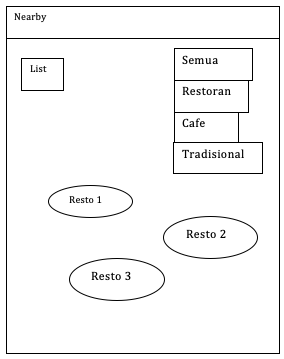 Nearby
List
Semua
Restoran
Cafe
Tradisional
Resto 1
Resto 2
Resto 3